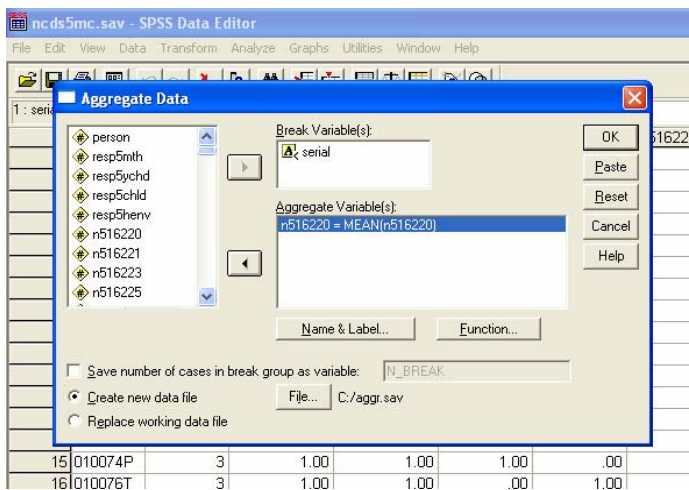 ncds5mc.sav - SPSS Data Editor
File Edit View Data Transform Analyze Graphs Utilities Window Help
1 : seria
Aggregate Data
person
resp5mth
resp5ychd
resp5chld
resp5henv
n516220
n516221
n516223
n516225
Break Variable(s):
serial
Aggregate Variable(s):
n516220 = MEAN(n516220)
Name & Label...
Function...
OK
Paste
Reset
Cancel
Help
51622
Save number of cases in break group as variable: N_BREAK
Create new data file File... C:/aggr.sav
Replace working data file
15 010074P 3 1.00 1.00 1.00 .00
16 010076T 3 1.00 1.00 .00 1.00